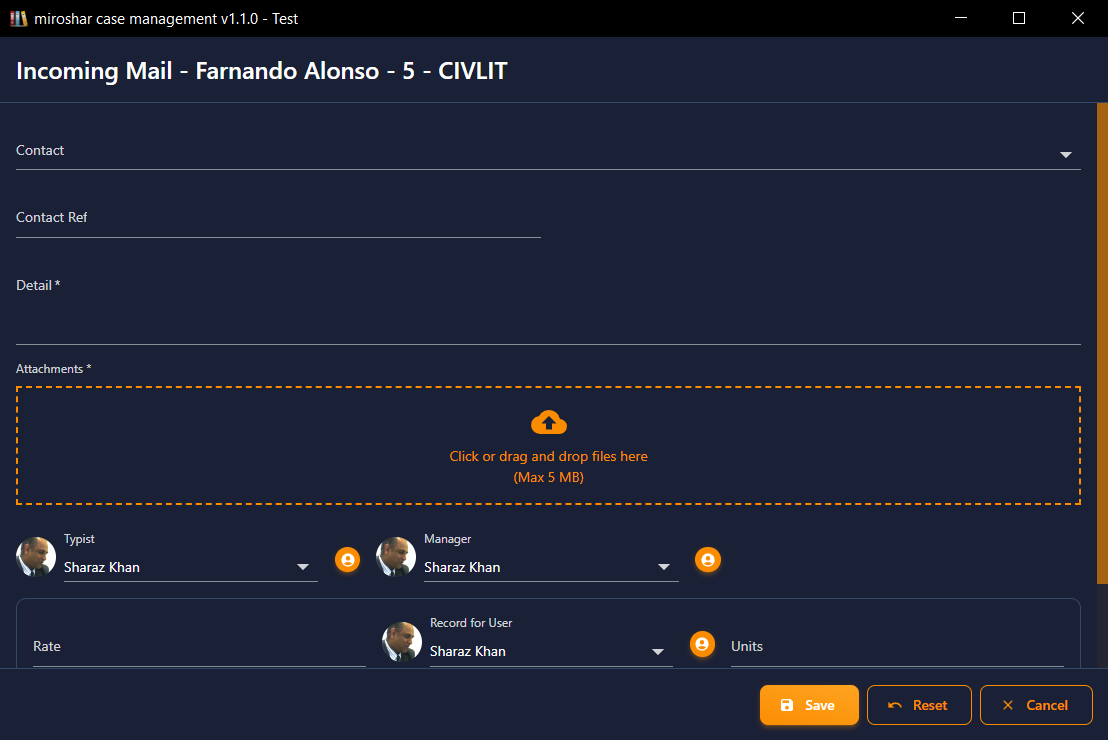 miroshar case management v1.1.0 - Test
Incoming Mail - Farnando Alonso - 5 - CIVLIT
Contact
Contact Ref
Detail *
Attachments *
Click or drag and drop files here
(Max 5 MB)
Typist
Sharaz Khan
Manager
Sharaz Khan
Rate
Record for User
Sharaz Khan
Units
Save
Reset
Cancel